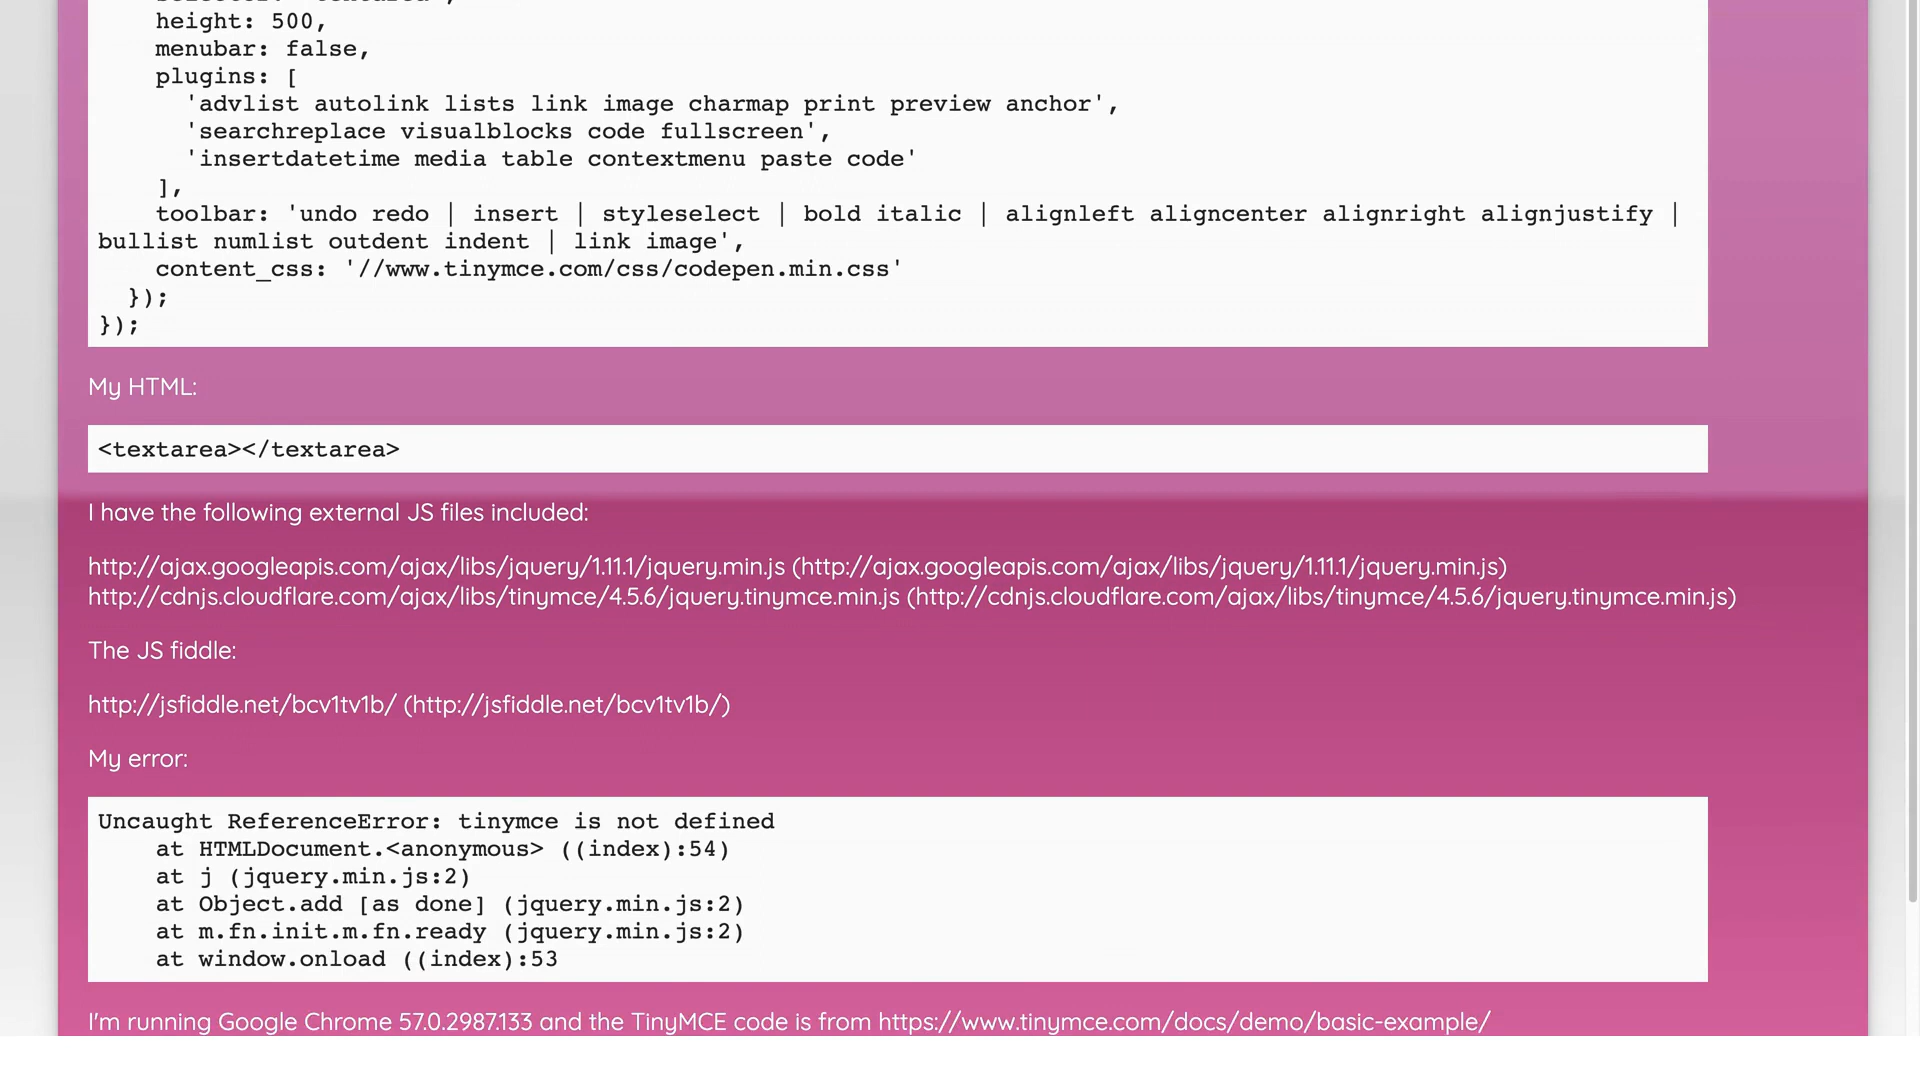 height: 500,
menubar: false,
plugins: [
'advlist autolink lists link image charmap print preview anchor',
'searchreplace visualblocks code fullscreen',
'insertdatetime media table contextmenu paste code'
],
toolbar: 'undo redo | insert | styleselect | bold italic | alignleft aligncenter alignright alignjustify |
bullist numlist outdent indent | link image',
content_css: '//www.tinymce.com/css/codepen.min.css'
});
});
My HTML:
<textarea></textarea>
I have the following external JS files included:
http://ajax.googleapis.com/ajax/libs/jquery/1.11.1/jquery.min.js (http://ajax.googleapis.com/ajax/libs/jquery/1.11.1/jquery.min.js)
http://cdnjs.cloudflare.com/ajax/libs/tinymce/4.5.6/jquery.tinymce.min.js (http://cdnjs.cloudflare.com/ajax/libs/tinymce/4.5.6/jquery.tinymce.min.js)
The JS fiddle:
http://jsfiddle.net/bcv1tv1b/ (http://jsfiddle.net/bcv1tv1b/)
My error:
Uncaught ReferenceError: tinymce is not defined
at HTMLDocument.<anonymous> ((index):54)
at j (jquery.min.js:2)
at Object.add [as done] (jquery.min.js:2)
at m.fn.init.m.fn.ready (jquery.min.js:2)
at window.onload ((index):53
I'm running Google Chrome 57.0.2987.133 and the TinyMCE code is from https://www.tinymce.com/docs/demo/basic-example/